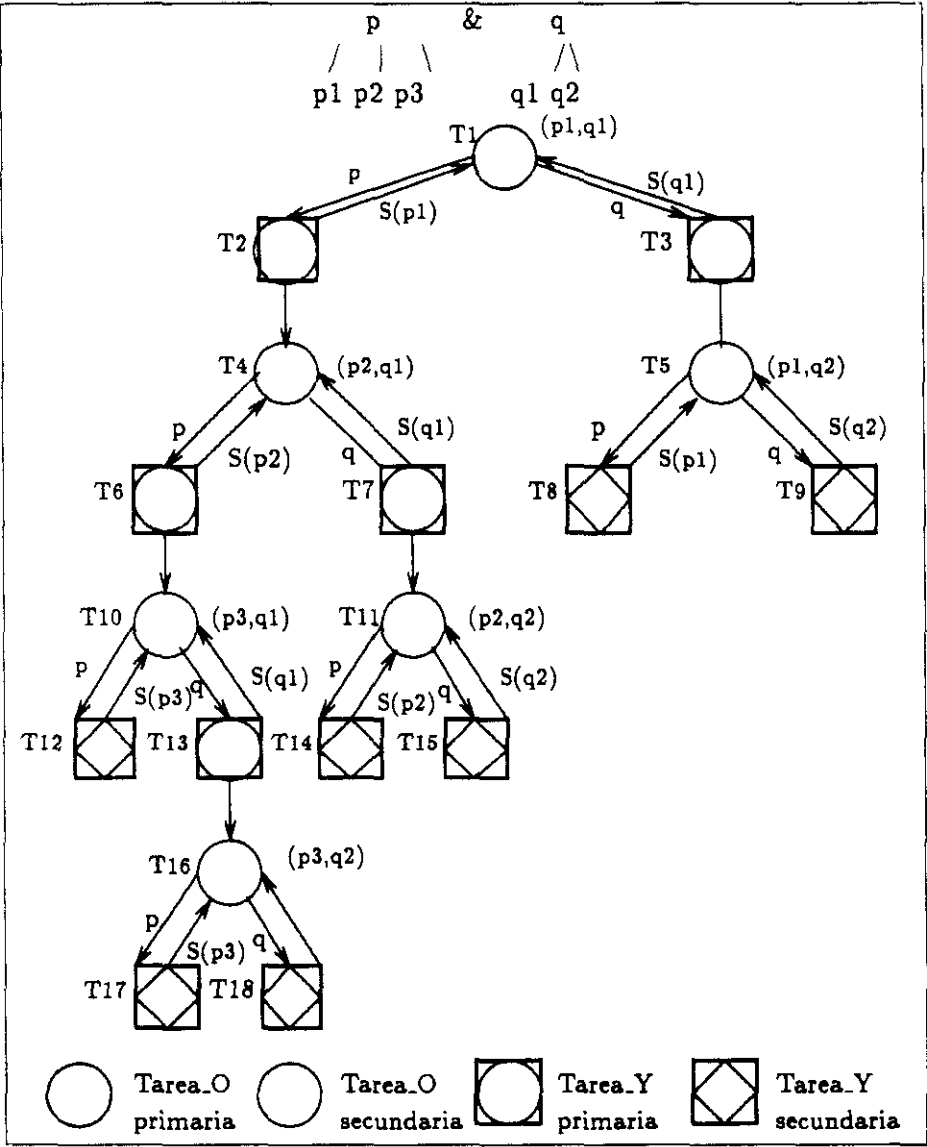 p & q
p1 p2 p3 q1 q2
T1 (p1,q1)
p S(p1) q S(q1)
T2 T3
T4 (p2,q1) T5 (p1,q2)
p S(p2) q S(q1) p S(p1) q S(q2)
T6 T7 T8 T9
T10 (p3,q1) T11 (p2,q2)
p S(p3) q S(q1) p S(p2) q S(q2)
T12 T13 T14 T15
T16 (p3,q2)
p S(p3) q
T17 T18
Tarea_O Tarea_O Tarea_Y Tarea_Y
primaria secundaria primaria secundaria